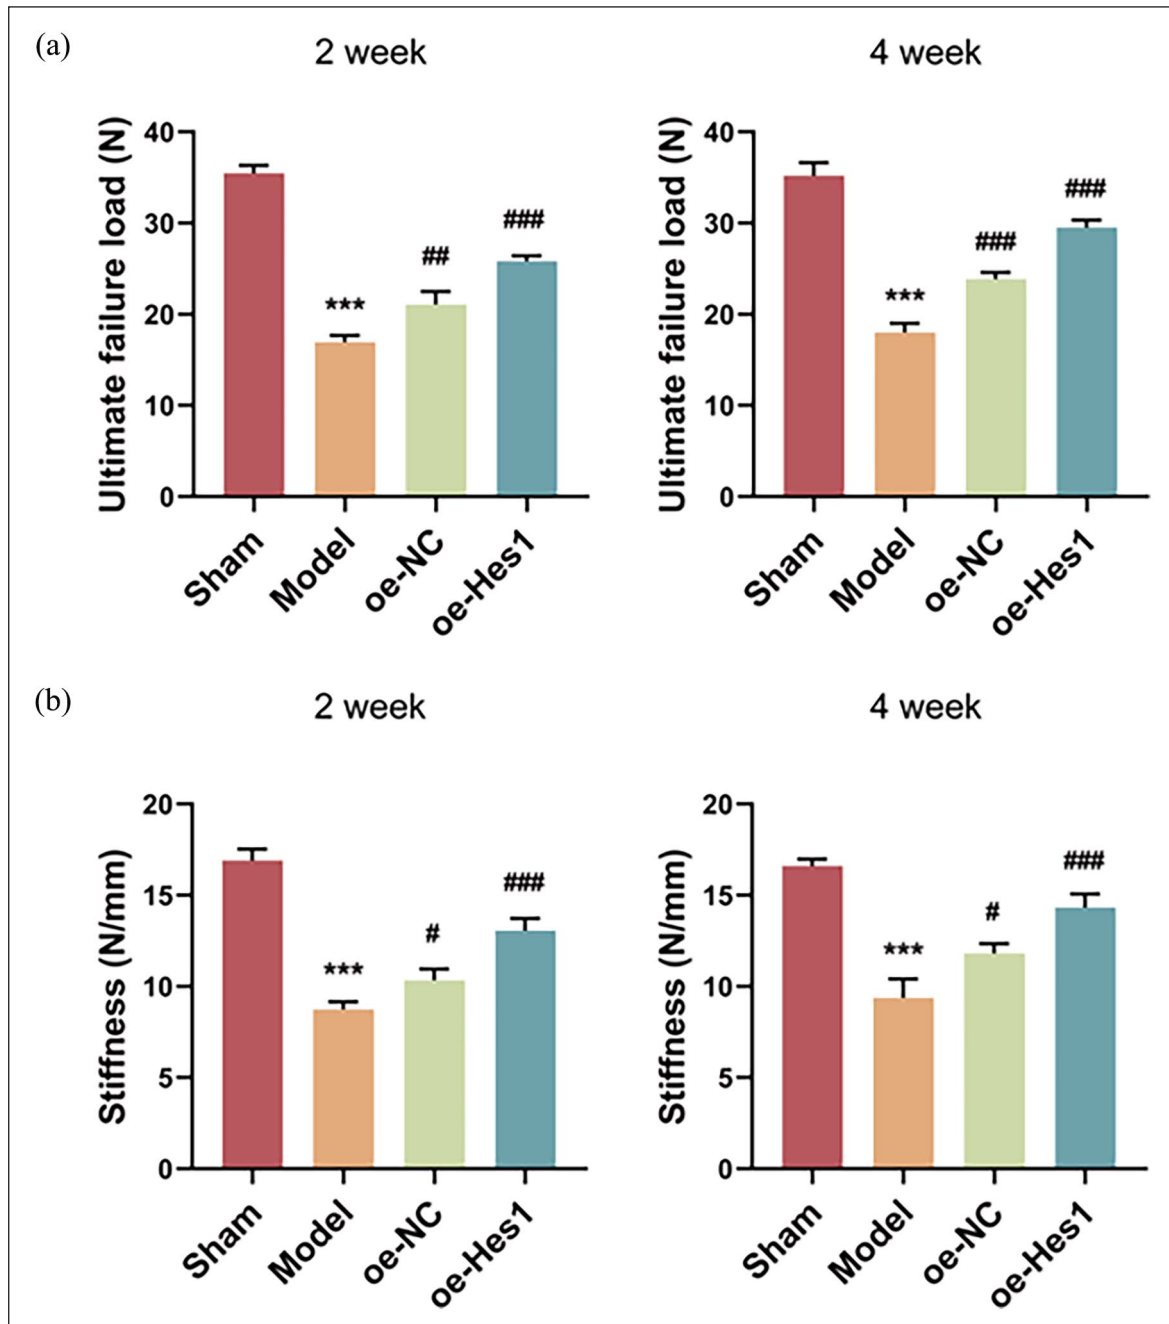 (a)
2 week
4 week
Ultimate failure load (N)
40
30
20
10
0
***
##
###
Sham
Model
oe-NC
oe-Hes1
Ultimate failure load (N)
40
30
20
10
0
***
###
###
Sham
Model
oe-NC
oe-Hes1
(b)
2 week
4 week
Stiffness (N/mm)
20
15
10
5
0
***
#
###
Sham
Model
oe-NC
oe-Hes1
Stiffness (N/mm)
20
15
10
5
0
***
#
###
Sham
Model
oe-NC
oe-Hes1